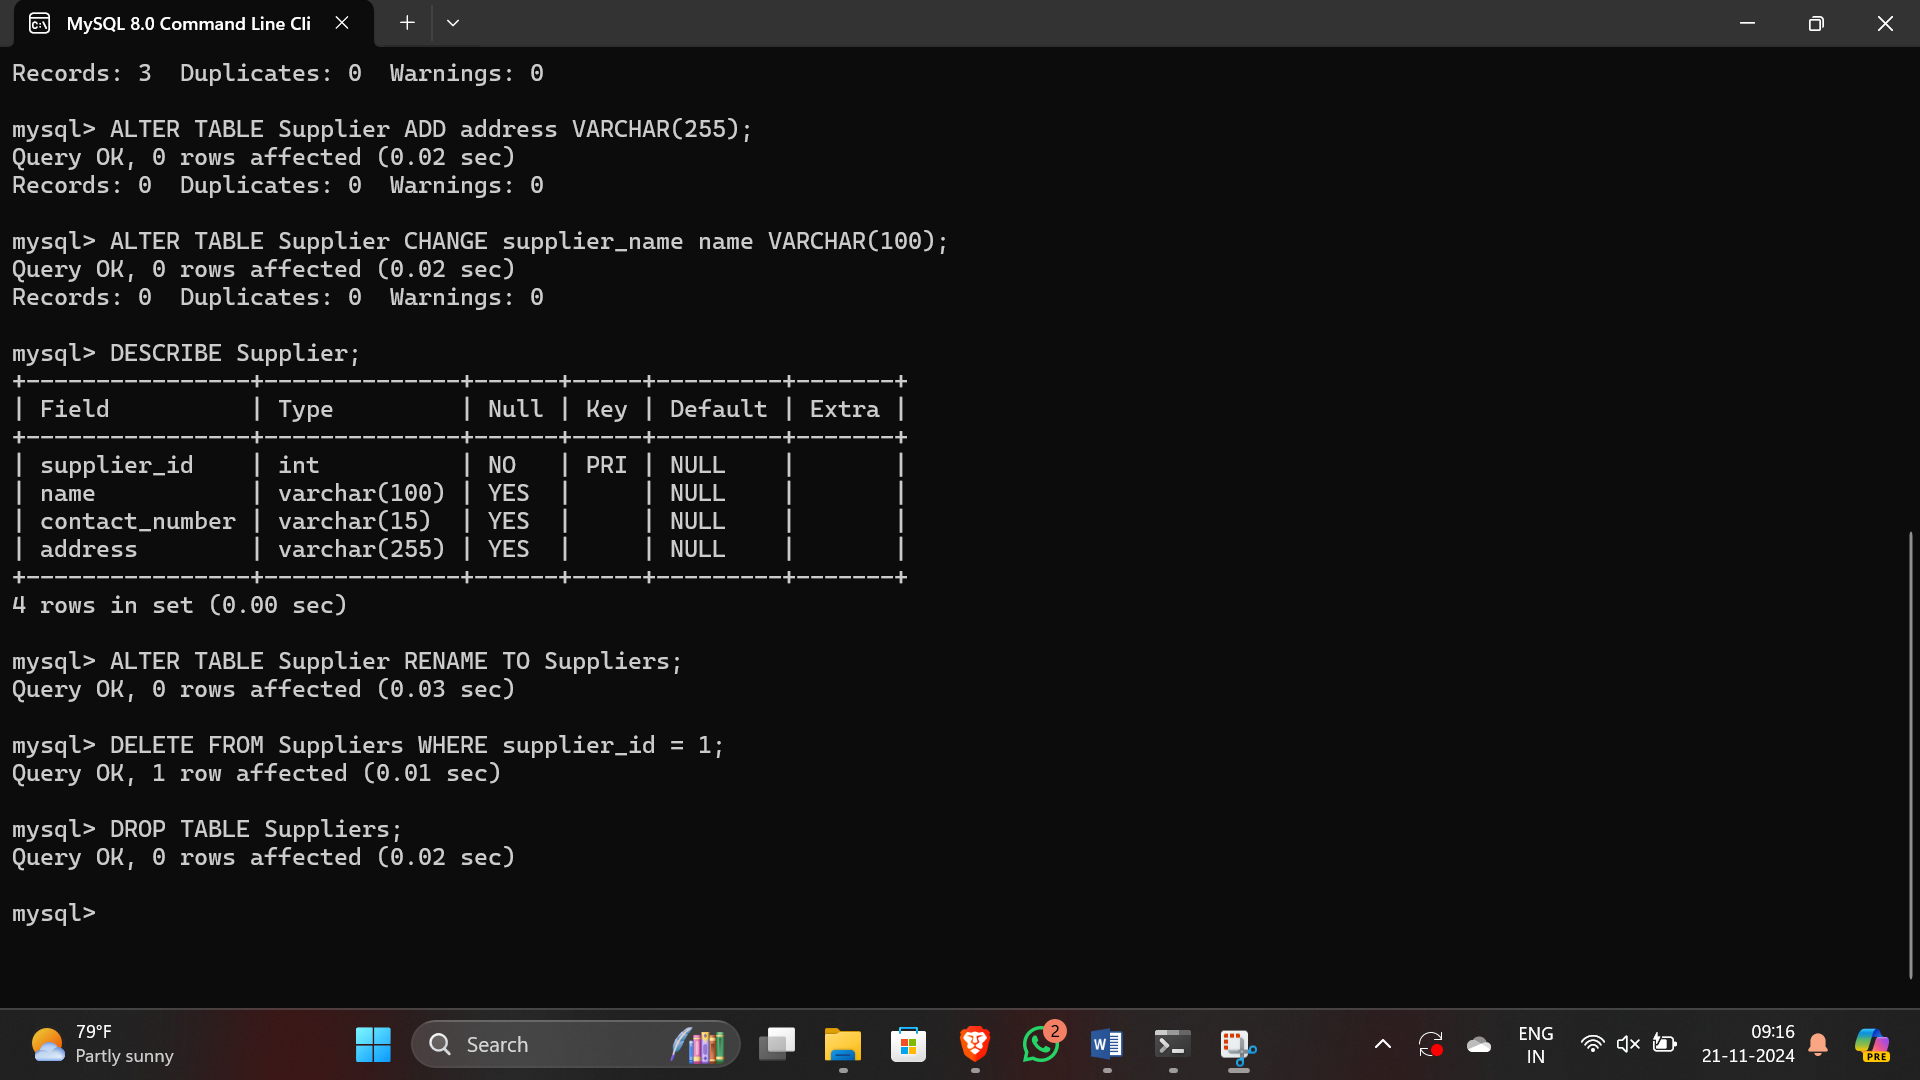 MySQL 8.0 Command Line Cli
Records: 3  Duplicates: 0  Warnings: 0
mysql> ALTER TABLE Supplier ADD address VARCHAR(255);
Query OK, 0 rows affected (0.02 sec)
Records: 0  Duplicates: 0  Warnings: 0
mysql> ALTER TABLE Supplier CHANGE supplier_name name VARCHAR(100);
Query OK, 0 rows affected (0.02 sec)
Records: 0  Duplicates: 0  Warnings: 0
mysql> DESCRIBE Supplier;
+----------------+--------------+------+-----+---------+-------+
| Field          | Type         | Null | Key | Default | Extra |
+----------------+--------------+------+-----+---------+-------+
| supplier_id    | int          | NO   | PRI | NULL    |       |
| name           | varchar(100) | YES  |     | NULL    |       |
| contact_number | varchar(15)  | YES  |     | NULL    |       |
| address        | varchar(255) | YES  |     | NULL    |       |
+----------------+--------------+------+-----+---------+-------+
4 rows in set (0.00 sec)
mysql> ALTER TABLE Supplier RENAME TO Suppliers;
Query OK, 0 rows affected (0.03 sec)
mysql> DELETE FROM Suppliers WHERE supplier_id = 1;
Query OK, 1 row affected (0.01 sec)
mysql> DROP TABLE Suppliers;
Query OK, 0 rows affected (0.02 sec)
mysql>
79°F
Partly sunny
Search
2
W
ENG
IN
09:16
21-11-2024
PRE